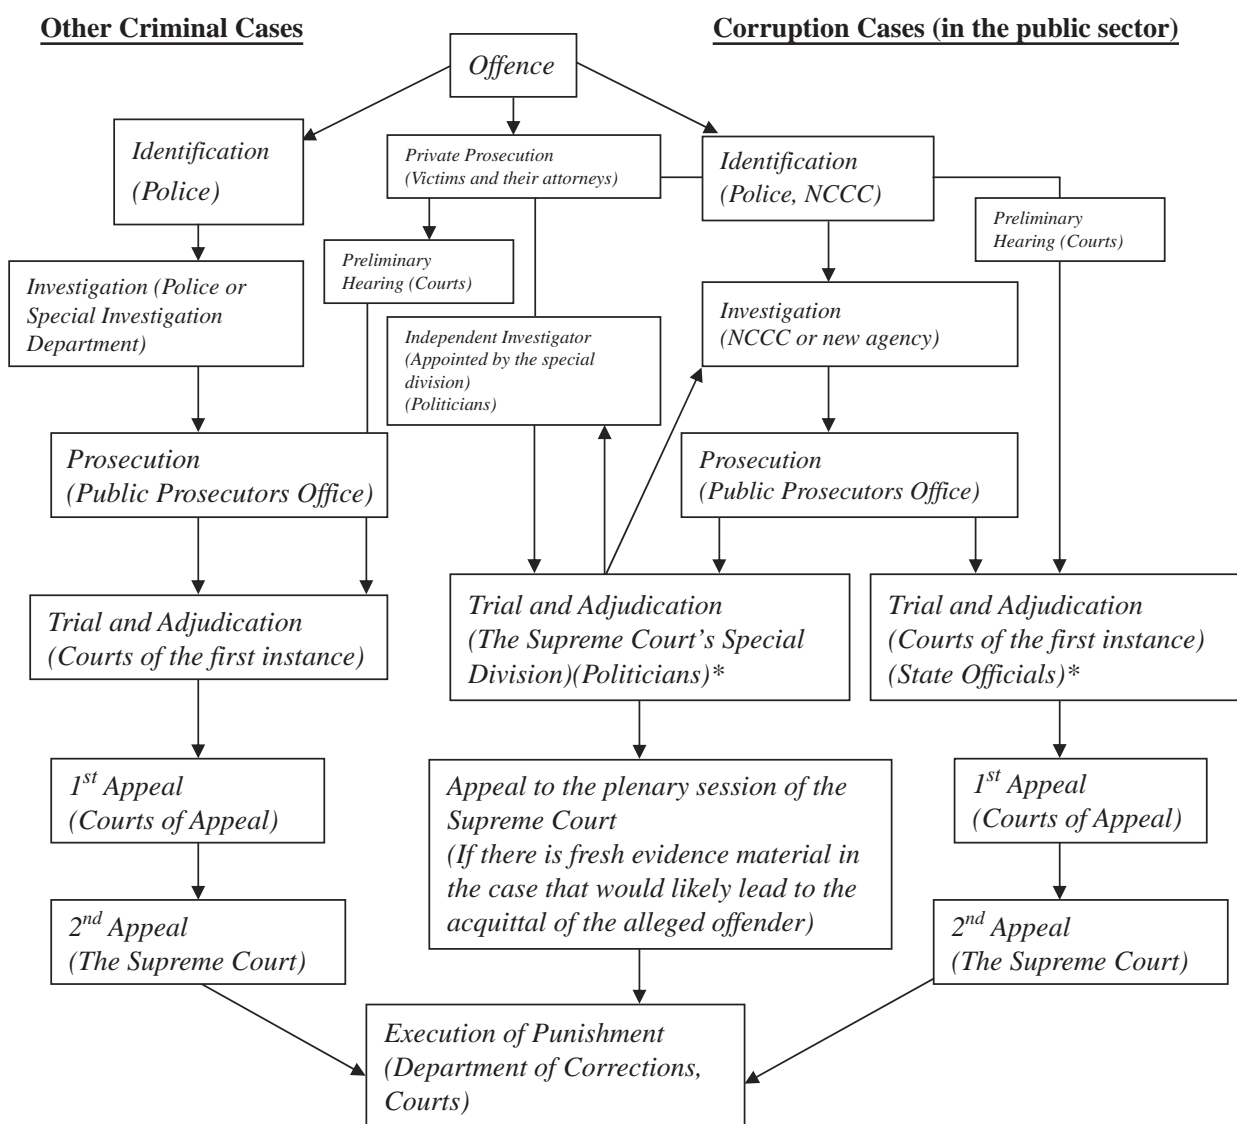 Other Criminal Cases
Corruption Cases (in the public sector)
Offence
Identification
(Police)
Private Prosecution
(Victims and their attorneys)
Identification
(Police, NCCC)
Preliminary
Hearing (Courts)
Preliminary
Hearing (Courts)
Investigation (Police or
Special Investigation
Department)
Independent Investigator
(Appointed by the special
division)
(Politicians)
Investigation
(NCCC or new agency)
Prosecution
(Public Prosecutors Office)
Prosecution
(Public Prosecutors Office)
Trial and Adjudication
(Courts of the first instance)
Trial and Adjudication
(The Supreme Court’s Special
Division)(Politicians)*
Trial and Adjudication
(Courts of the first instance)
(State Officials)*
1st Appeal
(Courts of Appeal)
Appeal to the plenary session of the
Supreme Court
(If there is fresh evidence material in
the case that would likely lead to the
acquittal of the alleged offender)
1st Appeal
(Courts of Appeal)
2nd Appeal
(The Supreme Court)
2nd Appeal
(The Supreme Court)
Execution of Punishment
(Department of Corrections,
Courts)